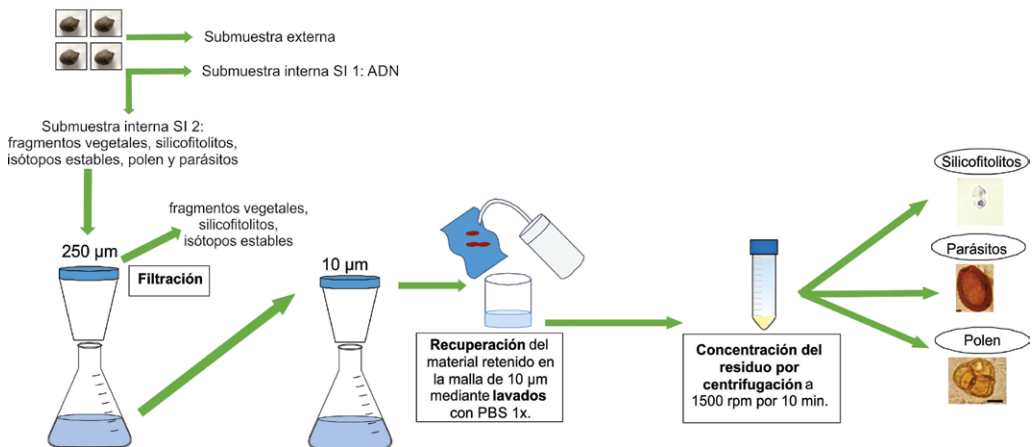 Submuestra externa
Submuestra interna SI 1: ADN
Submuestra interna SI 2:
fragmentos vegetales, silicofitolitos,
isótopos estables, polen y parásitos
fragmentos vegetales,
silicofitolitos,
isótopos estables
250 µm
Filtración
10 µm
Recuperación del
material retenido en
la malla de 10 µm
mediante lavados
con PBS 1x.
Concentración del
residuo por
centrifugación a
1500 rpm por 10 min.
Silicofitolitos
Parásitos
Polen